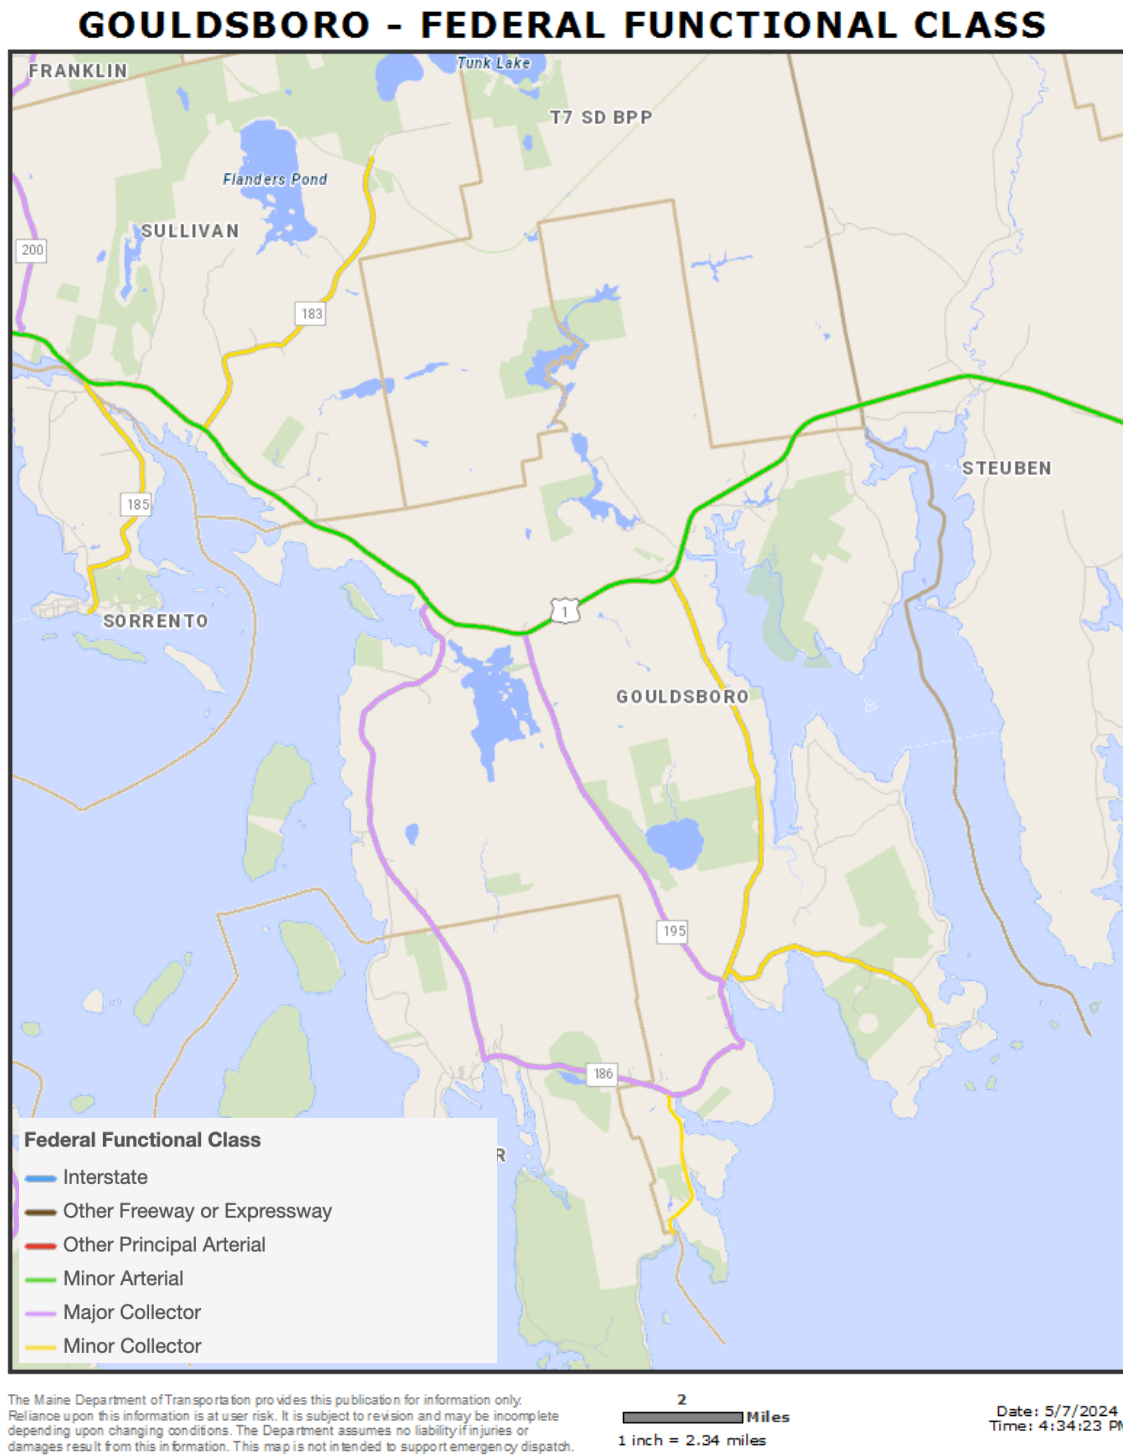 GOULDSBORO - FEDERAL FUNCTIONAL CLASS
FRANKLIN
Tunk Lake
T7 SD BPP
Flanders Pond
SULLIVAN
200
183
STEUBEN
185
1
SORRENTO
GOULDSBORO
195
186
R
Federal Functional Class
Interstate
Other Freeway or Expressway
Other Principal Arterial
Minor Arterial
Major Collector
Minor Collector
The Maine Department of Transportation provides this publication for information only.
Reliance upon this information is at user risk. It is subject to revision and may be incomplete
depending upon changing conditions. The Department assumes no liability if injuries or
damages result from this information. This map is not intended to support emergency dispatch.
2
Miles
1 inch = 2.34 miles
Date: 5/7/2024
Time: 4:34:23 PM